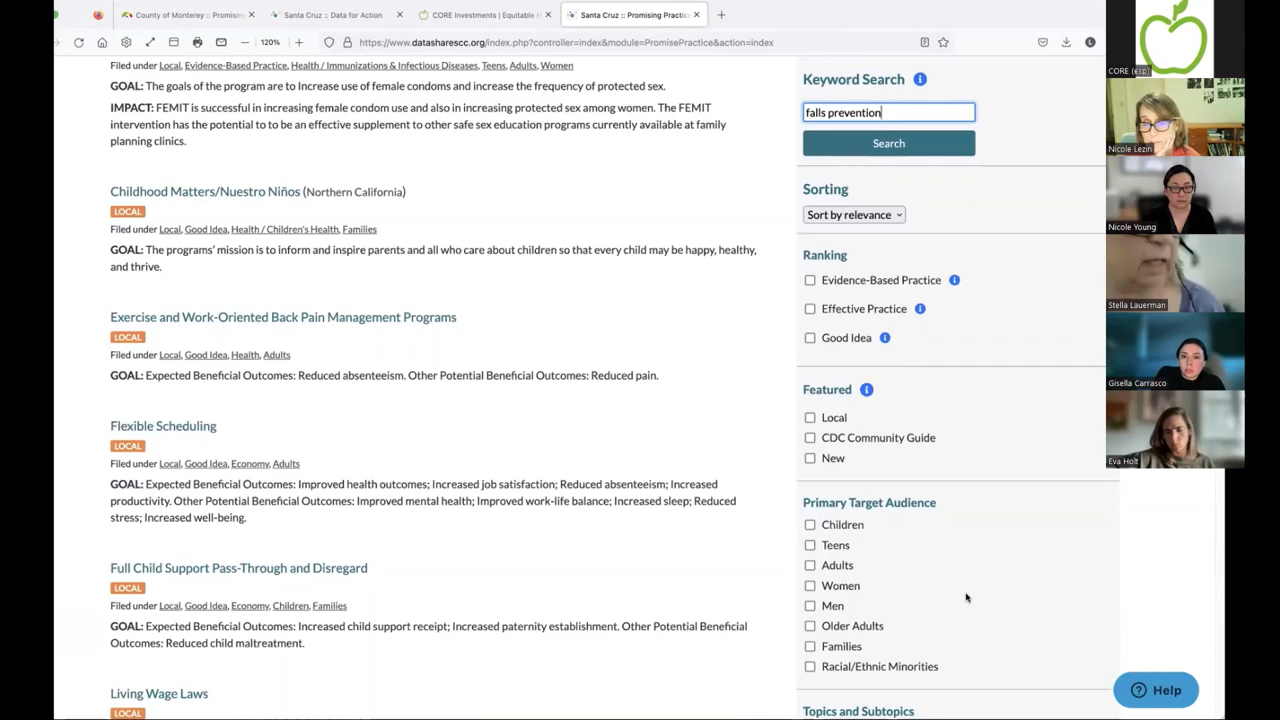 County of Monterey :: Promising
Santa Cruz :: Data for Action
CORE Investments | Equitable H
Santa Cruz :: Promising Practice
120%
https://www.datasharescc.org/index.php?controller=index&module=PromisePractice&action=index
Filed under Local, Evidence-Based Practice, Health / Immunizations & Infectious Diseases, Teens, Adults, Women
GOAL: The goals of the program are to Increase use of female condoms and increase the frequency of protected sex.
IMPACT: FEMIT is successful in increasing female condom use and also in increasing protected sex among women. The FEMIT
intervention has the potential to to be an effective supplement to other safe sex education programs currently available at family
planning clinics.
Childhood Matters/Nuestro Niños (Northern California)
LOCAL
Filed under Local, Good Idea, Health / Children's Health, Families
GOAL: The programs' mission is to inform and inspire parents and all who care about children so that every child may be happy, healthy,
and thrive.
Exercise and Work-Oriented Back Pain Management Programs
LOCAL
Filed under Local, Good Idea, Health, Adults
GOAL: Expected Beneficial Outcomes: Reduced absenteeism. Other Potential Beneficial Outcomes: Reduced pain.
Flexible Scheduling
LOCAL
Filed under Local, Good Idea, Economy, Adults
GOAL: Expected Beneficial Outcomes: Improved health outcomes; Increased job satisfaction; Reduced absenteeism; Increased
productivity. Other Potential Beneficial Outcomes: Improved mental health; Improved work-life balance; Increased sleep; Reduced
stress; Increased well-being.
Full Child Support Pass-Through and Disregard
LOCAL
Filed under Local, Good Idea, Economy, Children, Families
GOAL: Expected Beneficial Outcomes: Increased child support receipt; Increased paternity establishment. Other Potential Beneficial
Outcomes: Reduced child maltreatment.
Living Wage Laws
LOCAL
Keyword Search
falls prevention
Search
Sorting
Sort by relevance
Ranking
Evidence-Based Practice
Effective Practice
Good Idea
Featured
Local
CDC Community Guide
New
Primary Target Audience
Children
Teens
Adults
Women
Men
Older Adults
Families
Racial/Ethnic Minorities
Topics and Subtopics
Help
CORE (esp)
Nicole Lezin
Nicole Young
Stella Lauerman
Gisella Carrasco
Eva Holt